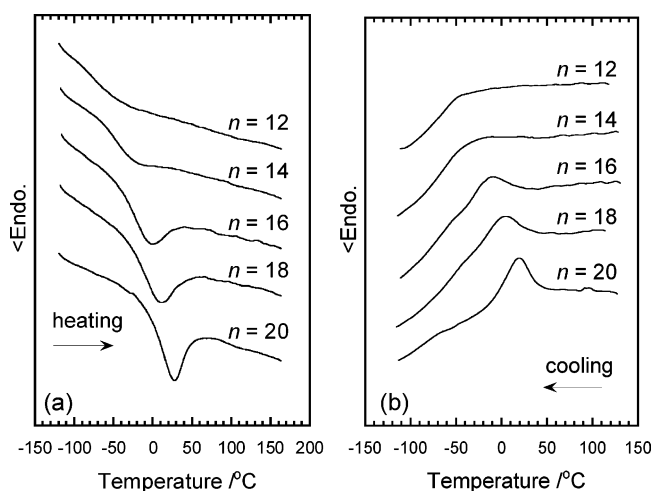 <Endo.
n = 12
n = 14
n = 16
n = 18
n = 20
heating
(a)
-150 -100 -50 0 50 100 150 200
Temperature /°C
<Endo.
n = 12
n = 14
n = 16
n = 18
n = 20
cooling
(b)
-150 -100 -50 0 50 100 150
Temperature /°C